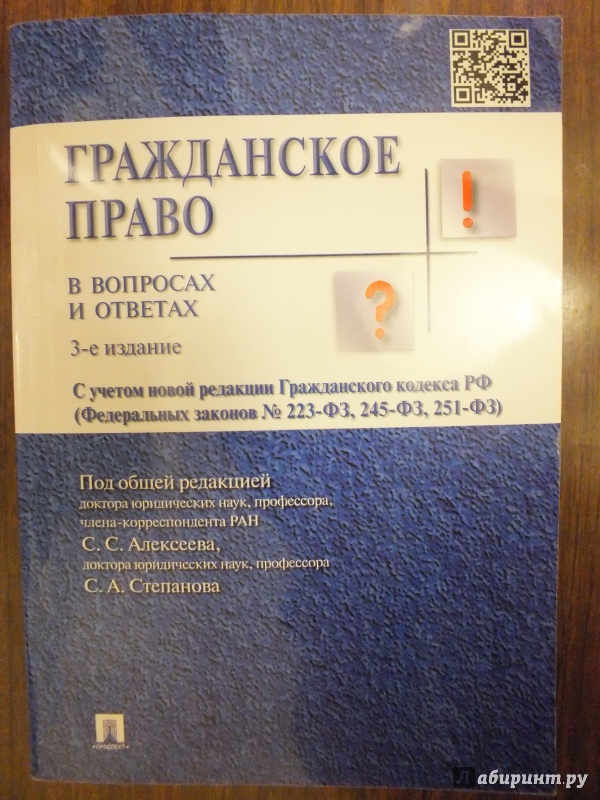 ГРАЖДАНСКОЕ
ПРАВО
!
В ВОПРОСАХ
И ОТВЕТАХ
?
3-е издание
С учетом новой редакции Гражданского кодекса РФ
(Федеральных законов № 223-ФЗ, 245-ФЗ, 251-ФЗ)
Под общей редакцией
доктора юридических наук, профессора,
члена-корреспондента РАН
С. С. Алексеева,
доктора юридических наук, профессора
С. А. Степанова
П
•ПРОСПЕКТ•
Лабиринт.ру